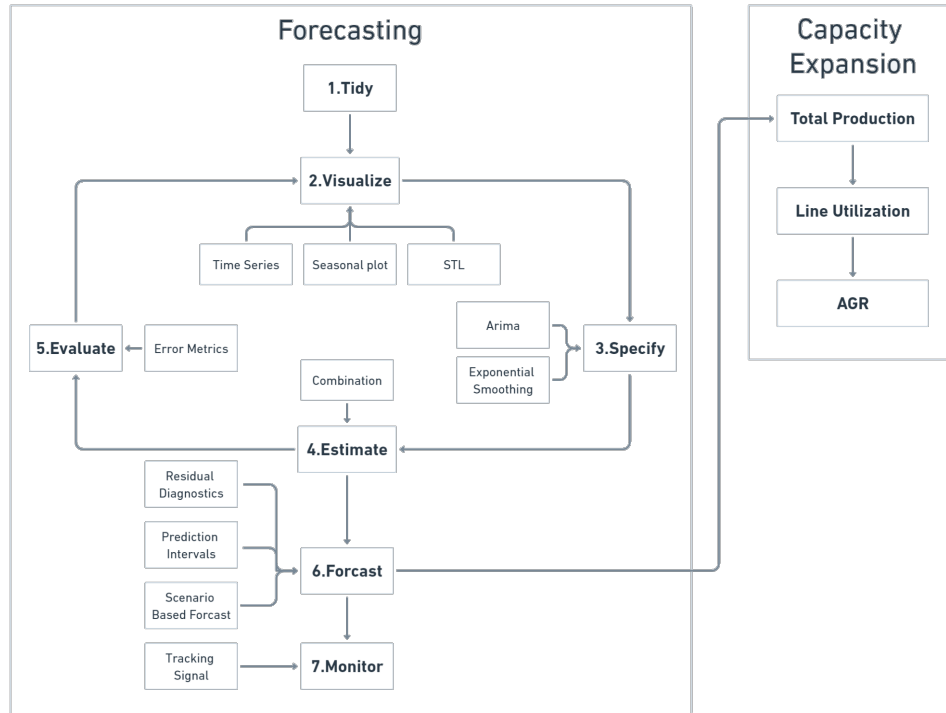 Forecasting
1.Tidy
2.Visualize
Time Series
Seasonal plot
STL
Arima
Exponential
Smoothing
3.Specify
5.Evaluate
Error Metrics
Combination
4.Estimate
Residual
Diagnostics
Prediction
Intervals
Scenario
Based Forcast
6.Forcast
Tracking
Signal
7.Monitor
Capacity
Expansion
Total Production
Line Utilization
AGR